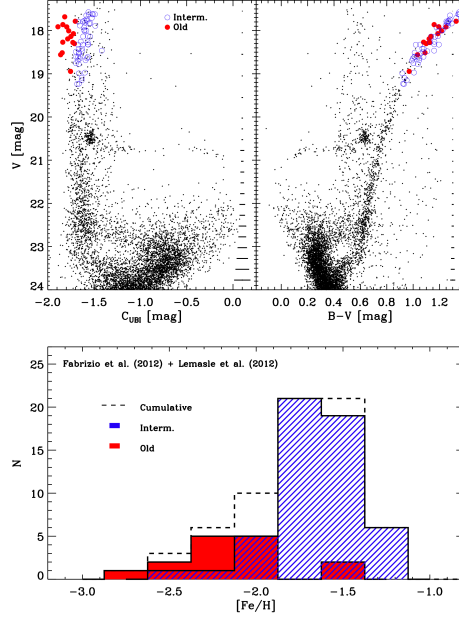 Interm.
Old
18
19
20
21
22
23
24
V [mag]
-2.0 -1.5 -1.0 -0.5 0.0
0.0 0.2 0.4 0.6 0.8 1.0 1.2
C_UBI [mag]
B-V [mag]
Fabrizio et al. (2012) + Lemasle et al. (2012)
Cumulative
Interm.
Old
25
20
15
10
5
0
N
-3.0 -2.5 -2.0 -1.5 -1.0
[Fe/H]